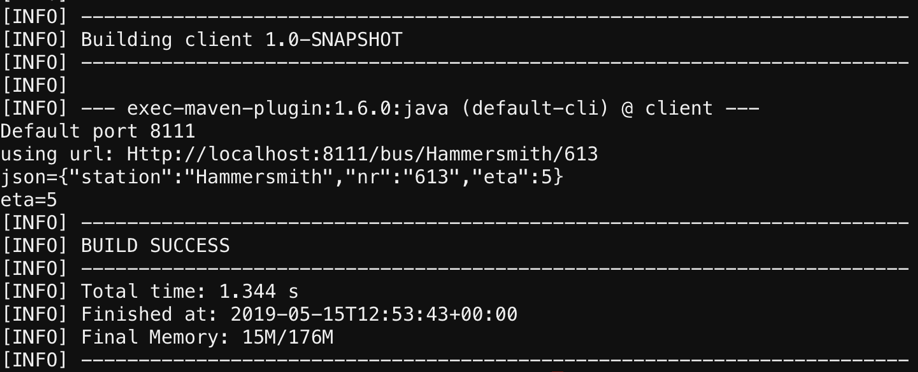 [INFO] ------------------------------------------------------------------------
[INFO] Building client 1.0-SNAPSHOT
[INFO] ------------------------------------------------------------------------
[INFO]
[INFO] --- exec-maven-plugin:1.6.0:java (default-cli) @ client ---
Default port 8111
using url: Http://localhost:8111/bus/Hammersmith/613
json={"station":"Hammersmith","nr":"613","eta":5}
eta=5
[INFO] ------------------------------------------------------------------------
[INFO] BUILD SUCCESS
[INFO] ------------------------------------------------------------------------
[INFO] Total time: 1.344 s
[INFO] Finished at: 2019-05-15T12:53:43+00:00
[INFO] Final Memory: 15M/176M
[INFO] ------------------------------------------------------------------------